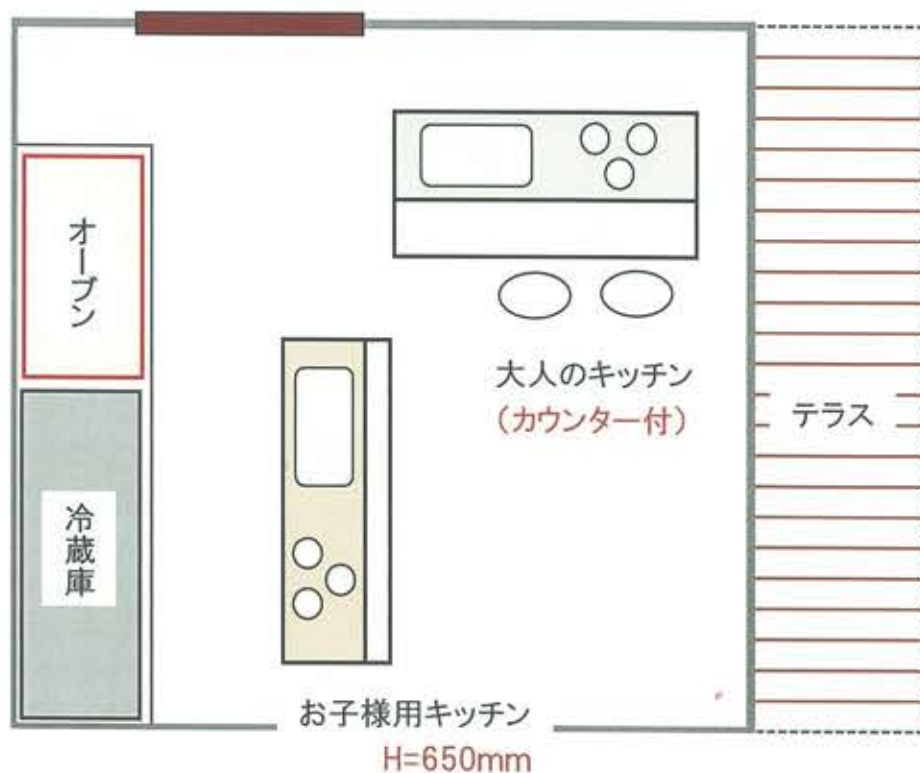 オーブン
冷蔵庫
大人のキッチン
(カウンター付)
テラス
お子様用キッチン
H=650mm